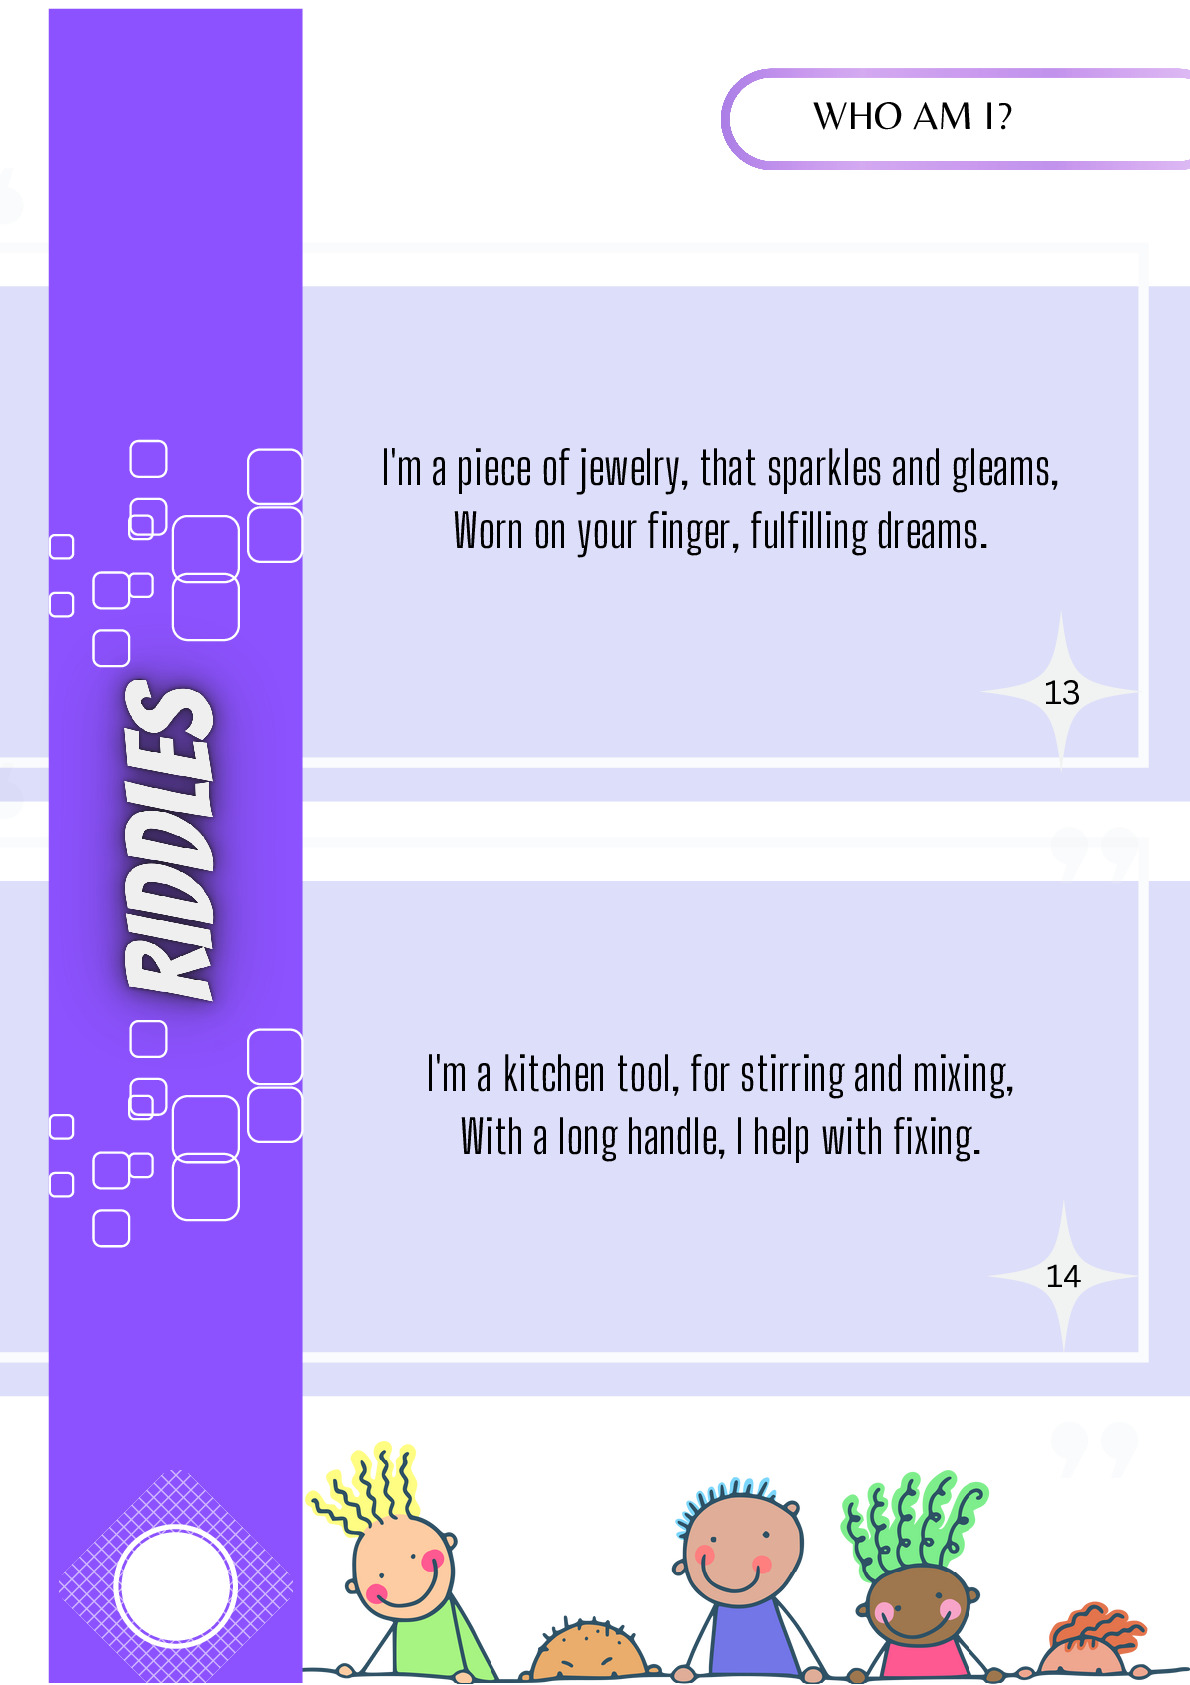 WHO AM I?
I'm a piece of jewelry, that sparkles and gleams,
Worn on your finger, fulfilling dreams.
13
RIDDLES
I'm a kitchen tool, for stirring and mixing,
With a long handle, I help with fixing.
14